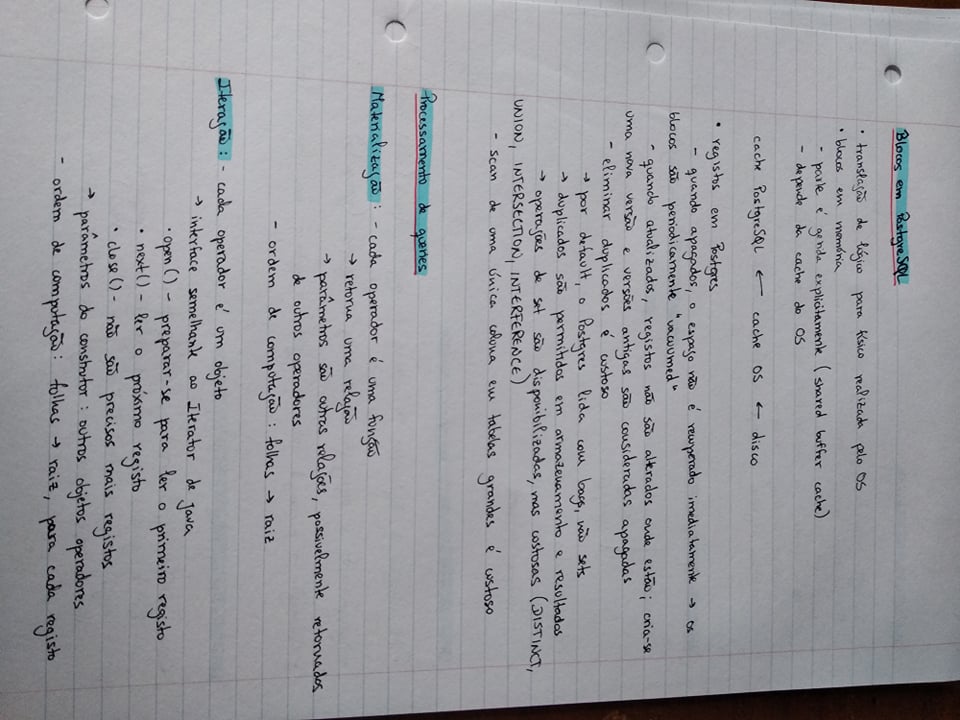 Blocos em PostgreSQL
• translação de lógico para físico realizada pelo OS
• blocos em memória
- parte é gerida explicitamente (shared buffer cache)
- depende da cache do OS
cache PostgreSQL ← cache OS ← disco
• registos em Postgres
- quando apagados, o espaço não é recuperado imediatamente → os
blocos são periodicamente "vacuumed"
- quando atualizados, registos não são alterados onde estão; cria-se
uma nova versão e versões antigas são consideradas apagadas
- eliminar duplicados é custoso
→ por default, o Postgres lida com bags, não sets
→ duplicados são permitidos em armazenamento e resultados
→ operações de set são disponibilizadas, mas custosas (DISTINCT,
UNION, INTERSECTION, INTERFERENCE)
- scan de uma única coluna em tabelas grandes é custoso
Processamento de queries
Materialização: - cada operador é uma função
→ retorna uma relação
→ parâmetros são outras relações, possivelmente retornados
de outros operadores
- ordem de computação: folhas → raiz
Iteração: - cada operador é um objeto
→ interface semelhante ao Iterator de java
• open() - preparar-se para ler o primeiro registo
• next() - ler o próximo registo
• close() - não são precisos mais registos
→ parâmetros do construtor: outros objetos operadores
- ordem de computação: folhas → raiz, para cada registo